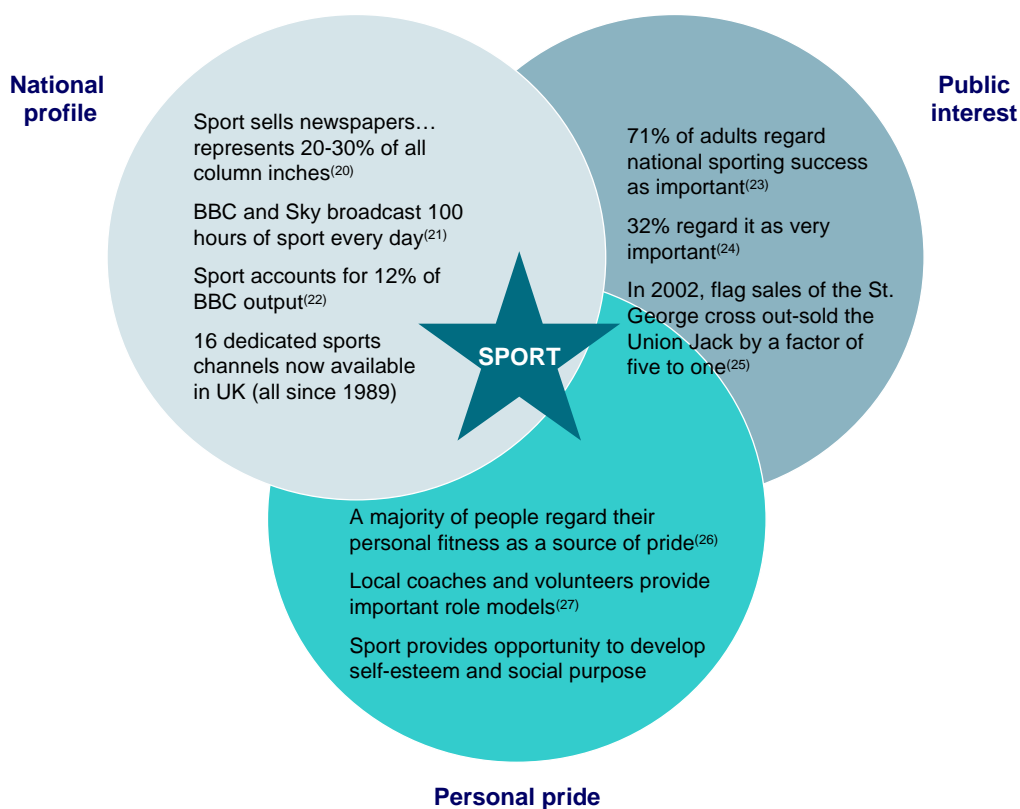 National
profile
Sport sells newspapers…
represents 20-30% of all
column inches(20)
BBC and Sky broadcast 100
hours of sport every day(21)
Sport accounts for 12% of
BBC output(22)
16 dedicated sports
channels now available
in UK (all since 1989)
Public
interest
71% of adults regard
national sporting success
as important(23)
32% regard it as very
important(24)
In 2002, flag sales of the St.
George cross out-sold the
Union Jack by a factor of
five to one(25)
SPORT
A majority of people regard their
personal fitness as a source of pride(26)
Local coaches and volunteers provide
important role models(27)
Sport provides opportunity to develop
self-esteem and social purpose
Personal pride